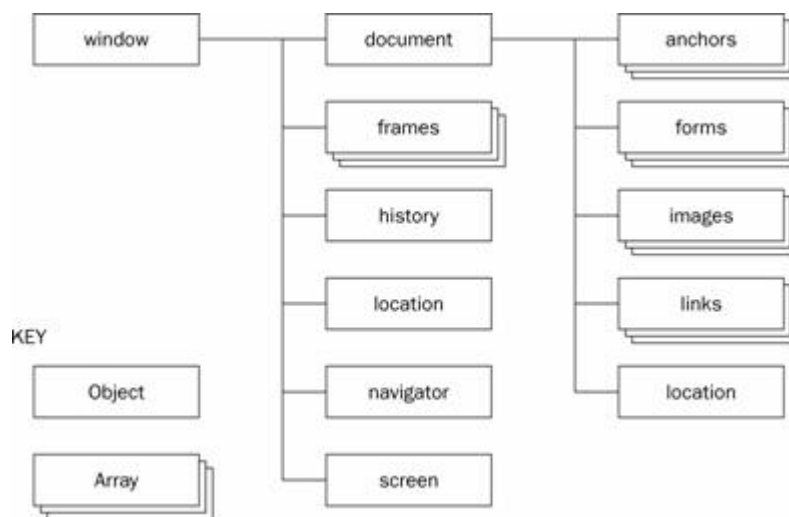 window
document
anchors
frames
forms
history
images
location
links
KEY
Object
navigator
location
Array
screen